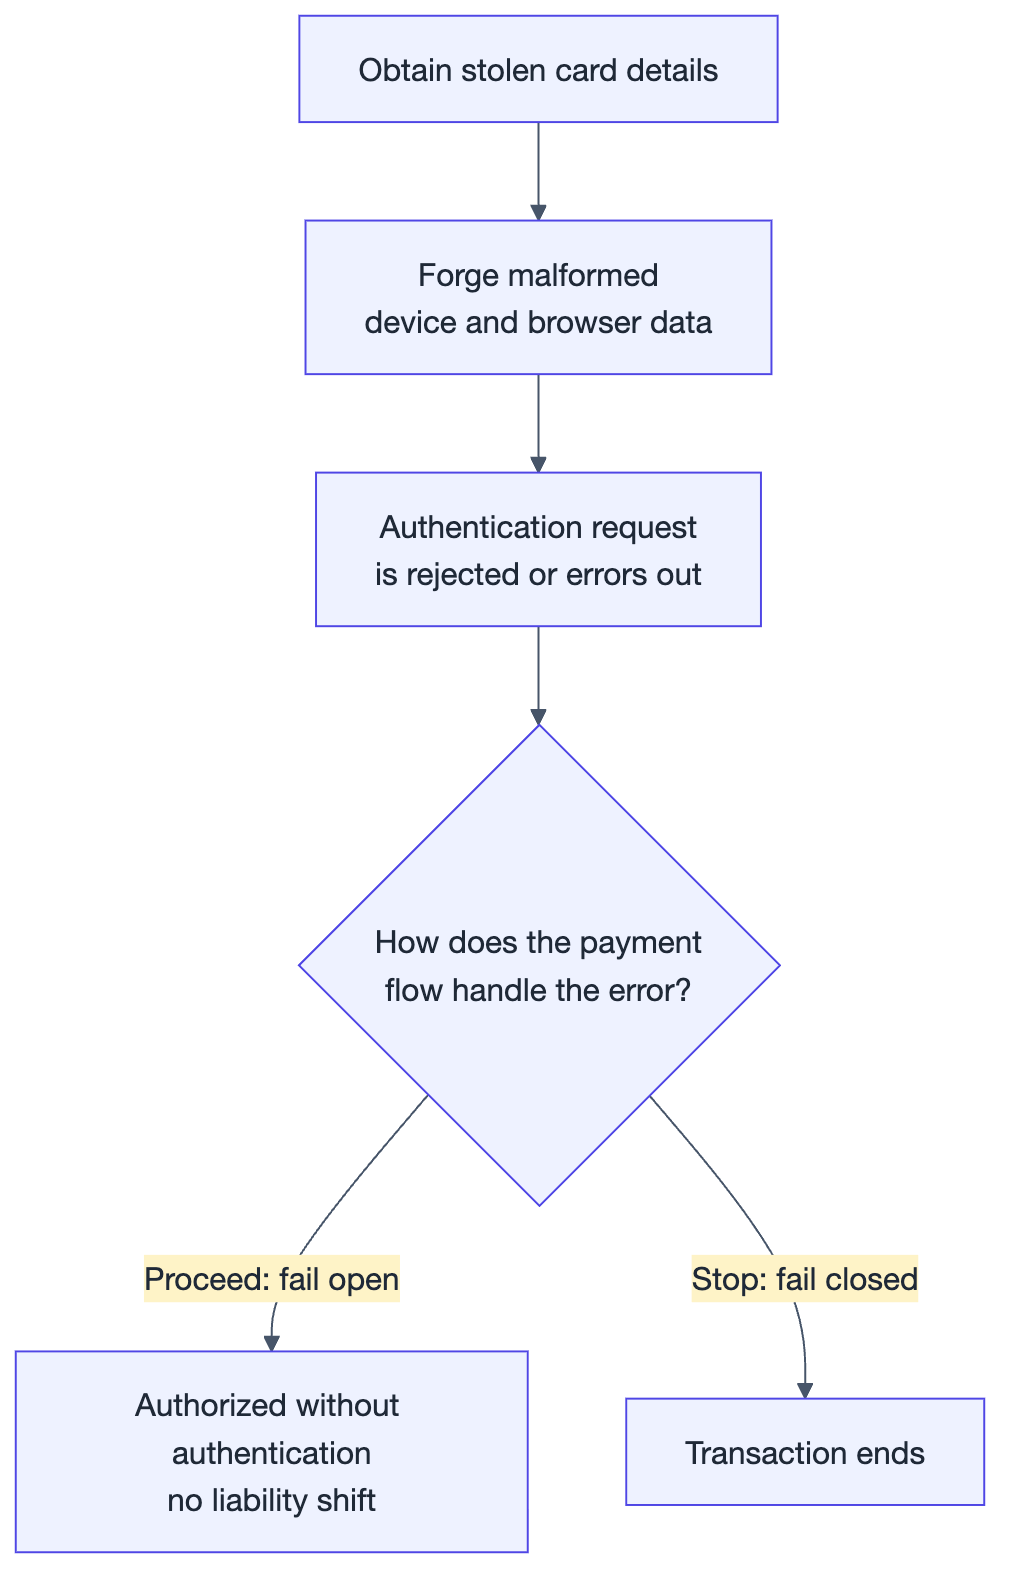 Obtain stolen card details
Forge malformed
device and browser data
Authentication request
is rejected or errors out
How does the payment
flow handle the error?
Proceed: fail open
Stop: fail closed
Authorized without
authentication
no liability shift
Transaction ends